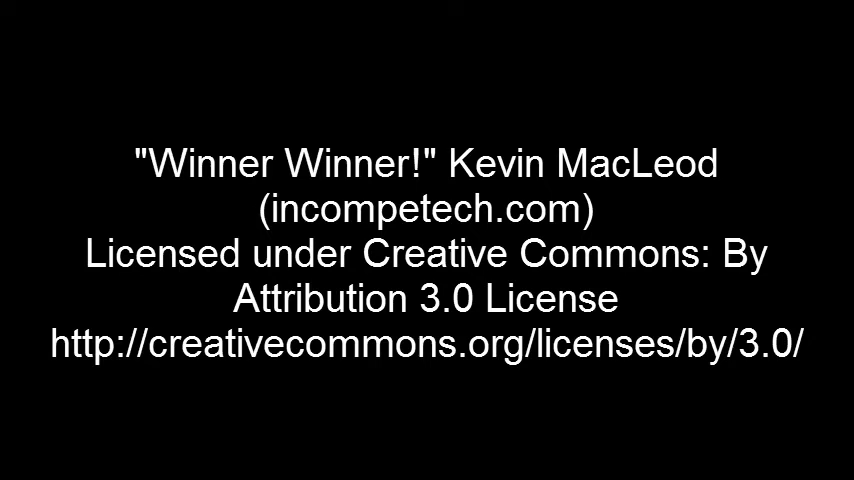 "Winner Winner!" Kevin MacLeod
(incompetech.com)
Licensed under Creative Commons: By
Attribution 3.0 License
http://creativecommons.org/licenses/by/3.0/